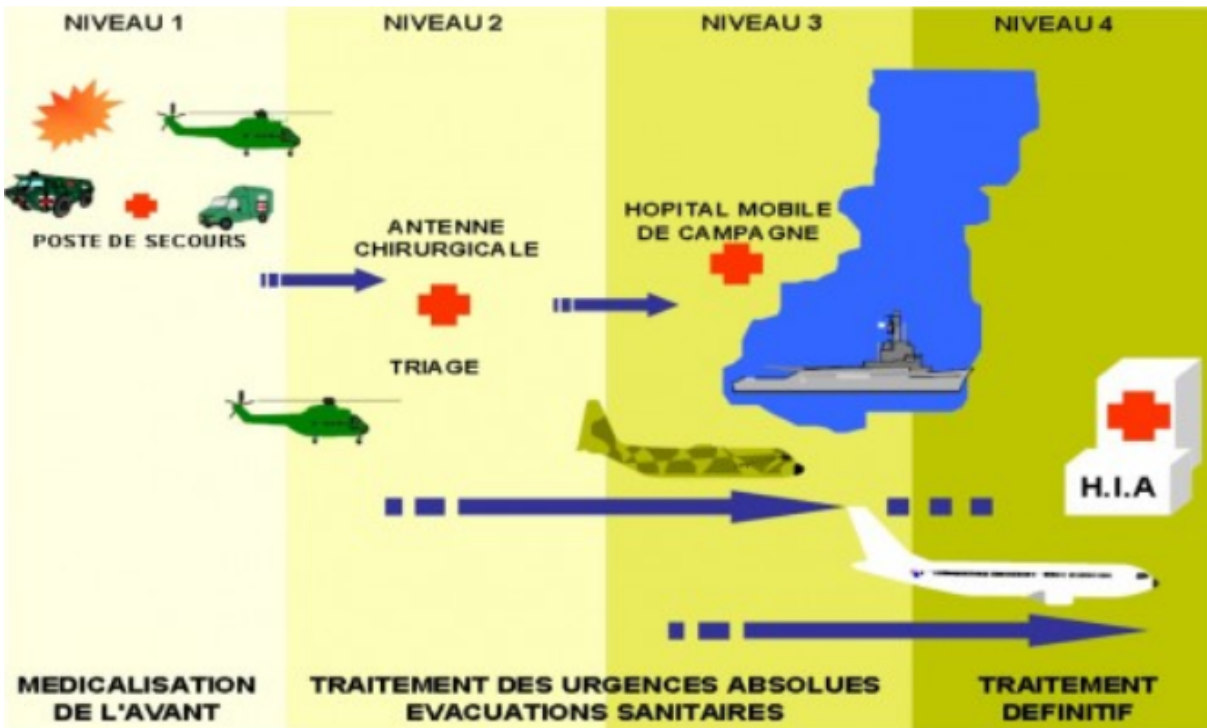 NIVEAU 1
NIVEAU 2
NIVEAU 3
NIVEAU 4
POSTE DE SECOURS
ANTENNE
CHIRURGICALE
TRIAGE
HOPITAL MOBILE
DE CAMPAGNE
H.I.A
MEDICALISATION
DE L'AVANT
TRAITEMENT DES URGENCES ABSOLUES
EVACUATIONS SANITAIRES
TRAITEMENT
DEFINITIF